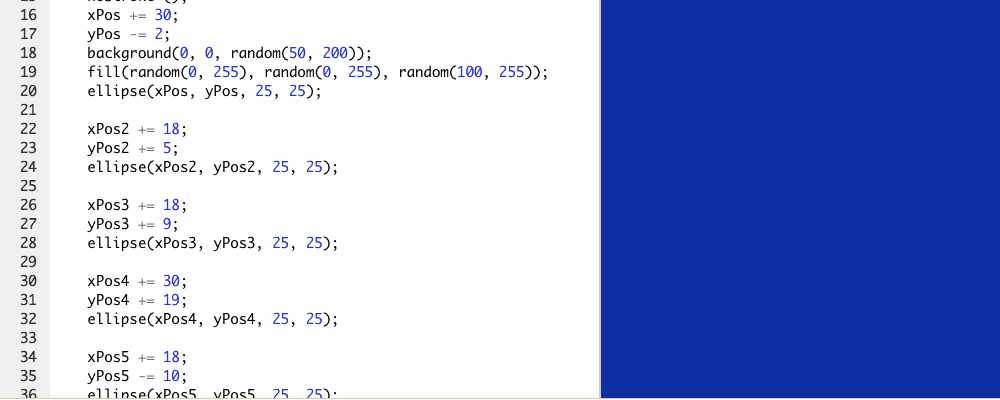 16 xPos += 30;
17 yPos -= 2;
18 background(0, 0, random(50, 200));
19 fill(random(0, 255), random(0, 255), random(100, 255));
20 ellipse(xPos, yPos, 25, 25);
21
22 xPos2 += 18;
23 yPos2 += 5;
24 ellipse(xPos2, yPos2, 25, 25);
25
26 xPos3 += 18;
27 yPos3 += 9;
28 ellipse(xPos3, yPos3, 25, 25);
29
30 xPos4 += 30;
31 yPos4 += 19;
32 ellipse(xPos4, yPos4, 25, 25);
33
34 xPos5 += 18;
35 yPos5 -= 10;
36 ellipse(xPos5, yPos5, 25, 25);